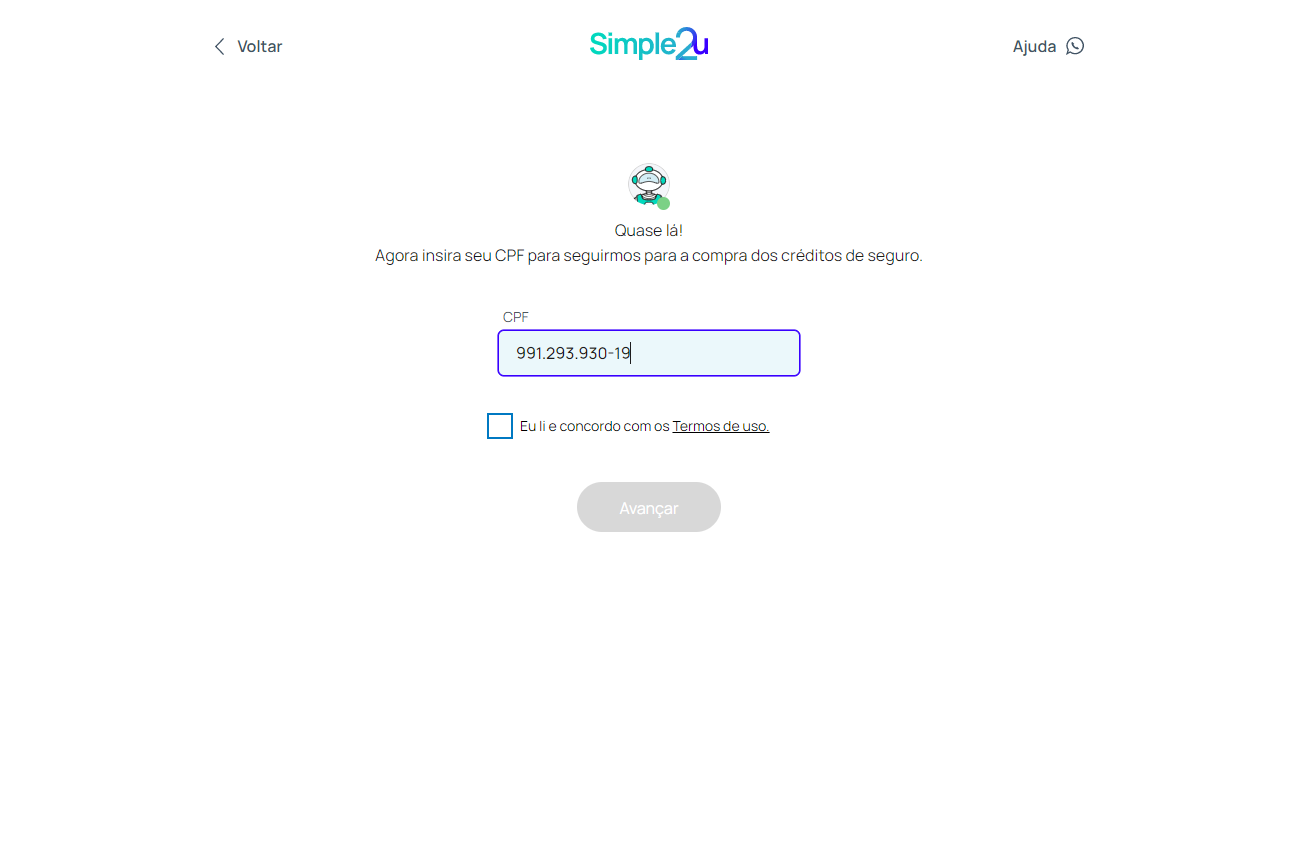 Voltar
Simple2u
Ajuda
Quase lá!
Agora insira seu CPF para seguirmos para a compra dos créditos de seguro.
CPF
991.293.930-19
Eu li e concordo com os Termos de uso.
Avançar